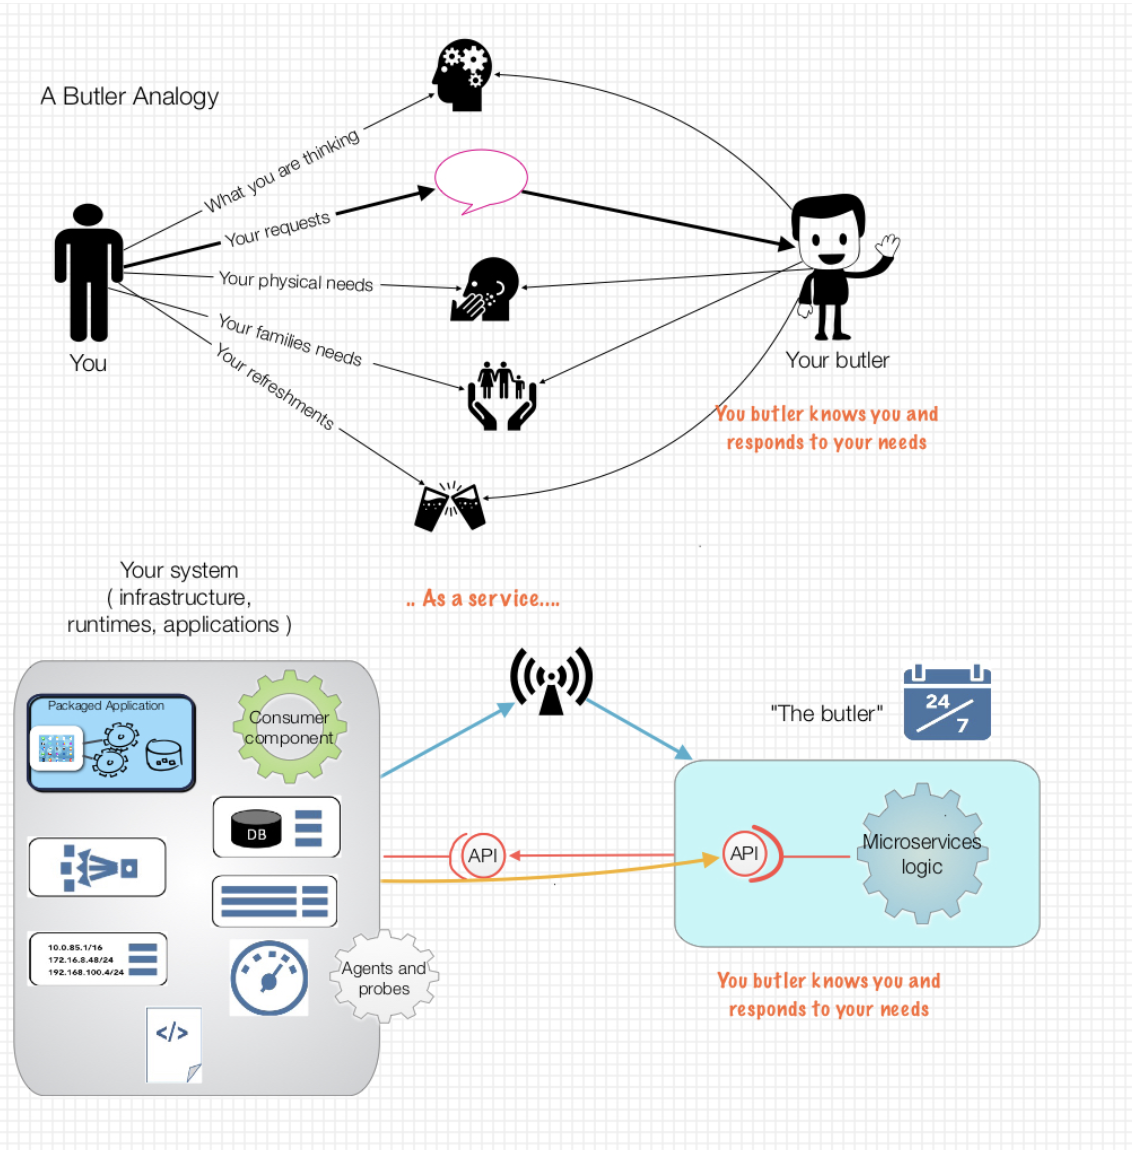 A Butler Analogy
What you are thinking
Your requests
Your physical needs
Your families needs
Your refreshments
You
Your butler
You butler knows you and
responds to your needs
Your system
( infrastructure,
runtimes, applications )
.. As a service....
Packaged Application
Consumer
component
DB
10.0.85.1/16
172.16.8.48/24
192.168.100.4/24
</>
Agents and
probes
API
"The butler"
24
7
API
Microservices
logic
You butler knows you and
responds to your needs